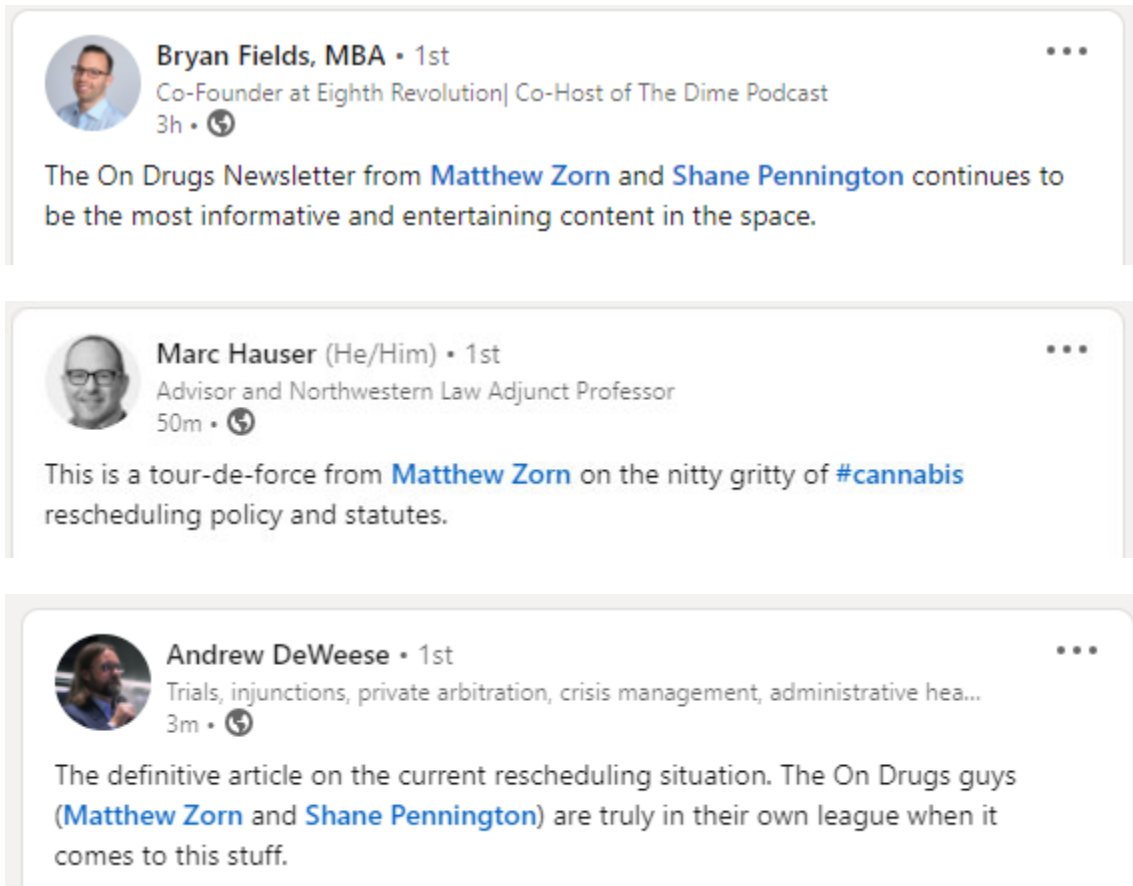 Bryan Fields, MBA • 1st
Co-Founder at Eighth Revolution| Co-Host of The Dime Podcast
3h •
The On Drugs Newsletter from Matthew Zorn and Shane Pennington continues to
be the most informative and entertaining content in the space.
Marc Hauser (He/Him) • 1st
Advisor and Northwestern Law Adjunct Professor
50m •
This is a tour-de-force from Matthew Zorn on the nitty gritty of #cannabis
rescheduling policy and statutes.
Andrew DeWeese • 1st
Trials, injunctions, private arbitration, crisis management, administrative hea...
3m •
The definitive article on the current rescheduling situation. The On Drugs guys
(Matthew Zorn and Shane Pennington) are truly in their own league when it
comes to this stuff.